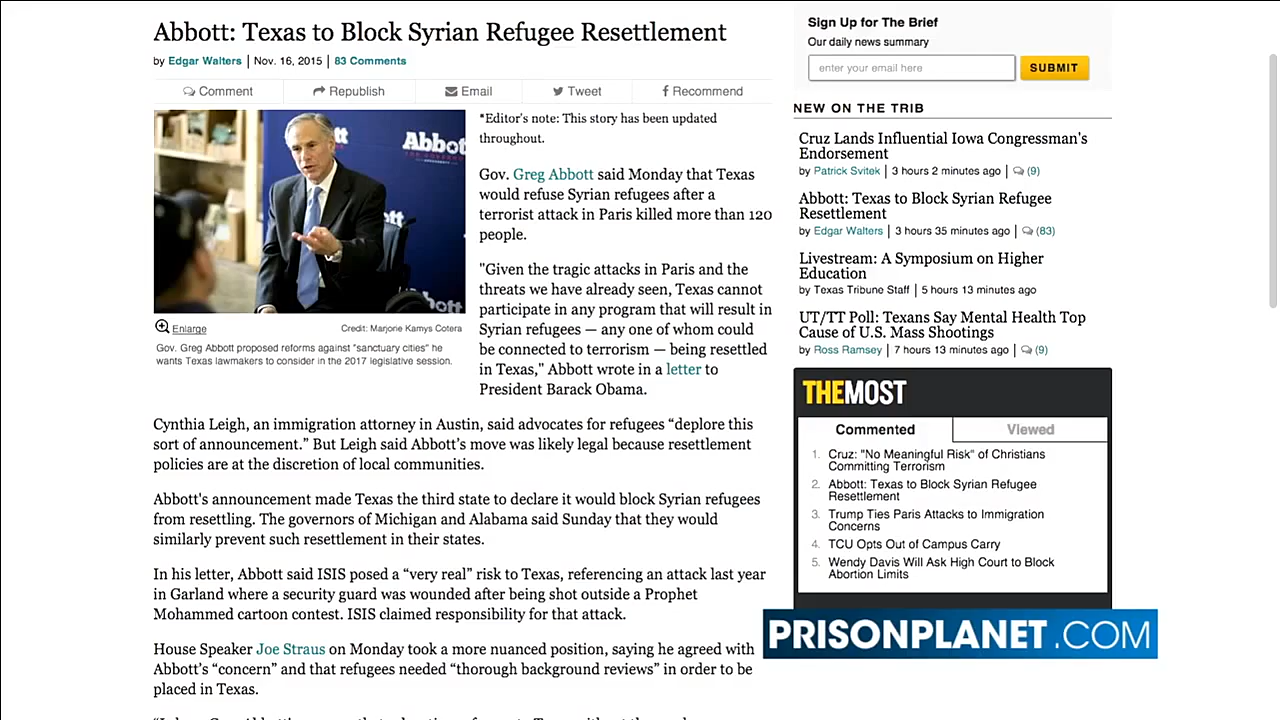 Abbott: Texas to Block Syrian Refugee Resettlement
by Edgar Walters | Nov. 16, 2015 | 83 Comments
Comment
Republish
Email
Tweet
Recommend
Abbott
Abbott
*Editor's note: This story has been updated
throughout.
Gov. Greg Abbott said Monday that Texas
would refuse Syrian refugees after a
terrorist attack in Paris killed more than 120
people.
"Given the tragic attacks in Paris and the
threats we have already seen, Texas cannot
participate in any program that will result in
Syrian refugees — any one of whom could
be connected to terrorism — being resettled
in Texas," Abbott wrote in a letter to
President Barack Obama.
Enlarge
Credit: Marjorie Kamys Cotera
Gov. Greg Abbott proposed reforms against "sanctuary cities" he
wants Texas lawmakers to consider in the 2017 legislative session.
Cynthia Leigh, an immigration attorney in Austin, said advocates for refugees “deplore this
sort of announcement.” But Leigh said Abbott’s move was likely legal because resettlement
policies are at the discretion of local communities.
Abbott's announcement made Texas the third state to declare it would block Syrian refugees
from resettling. The governors of Michigan and Alabama said Sunday that they would
similarly prevent such resettlement in their states.
In his letter, Abbott said ISIS posed a “very real” risk to Texas, referencing an attack last year
in Garland where a security guard was wounded after being shot outside a Prophet
Mohammed cartoon contest. ISIS claimed responsibility for that attack.
House Speaker Joe Straus on Monday took a more nuanced position, saying he agreed with
Abbott’s “concern” and that refugees needed “thorough background reviews” in order to be
placed in Texas.
Sign Up for The Brief
Our daily news summary
enter your email here
SUBMIT
NEW ON THE TRIB
Cruz Lands Influential Iowa Congressman's
Endorsement
by Patrick Svitek | 3 hours 2 minutes ago | (9)
Abbott: Texas to Block Syrian Refugee
Resettlement
by Edgar Walters | 3 hours 35 minutes ago | (83)
Livestream: A Symposium on Higher
Education
by Texas Tribune Staff | 5 hours 13 minutes ago
UT/TT Poll: Texans Say Mental Health Top
Cause of U.S. Mass Shootings
by Ross Ramsey | 7 hours 13 minutes ago | (9)
THEMOST
Commented
Viewed
1. Cruz: "No Meaningful Risk" of Christians
Committing Terrorism
2. Abbott: Texas to Block Syrian Refugee
Resettlement
3. Trump Ties Paris Attacks to Immigration
Concerns
4. TCU Opts Out of Campus Carry
5. Wendy Davis Will Ask High Court to Block
Abortion Limits
PRISONPLANET.COM